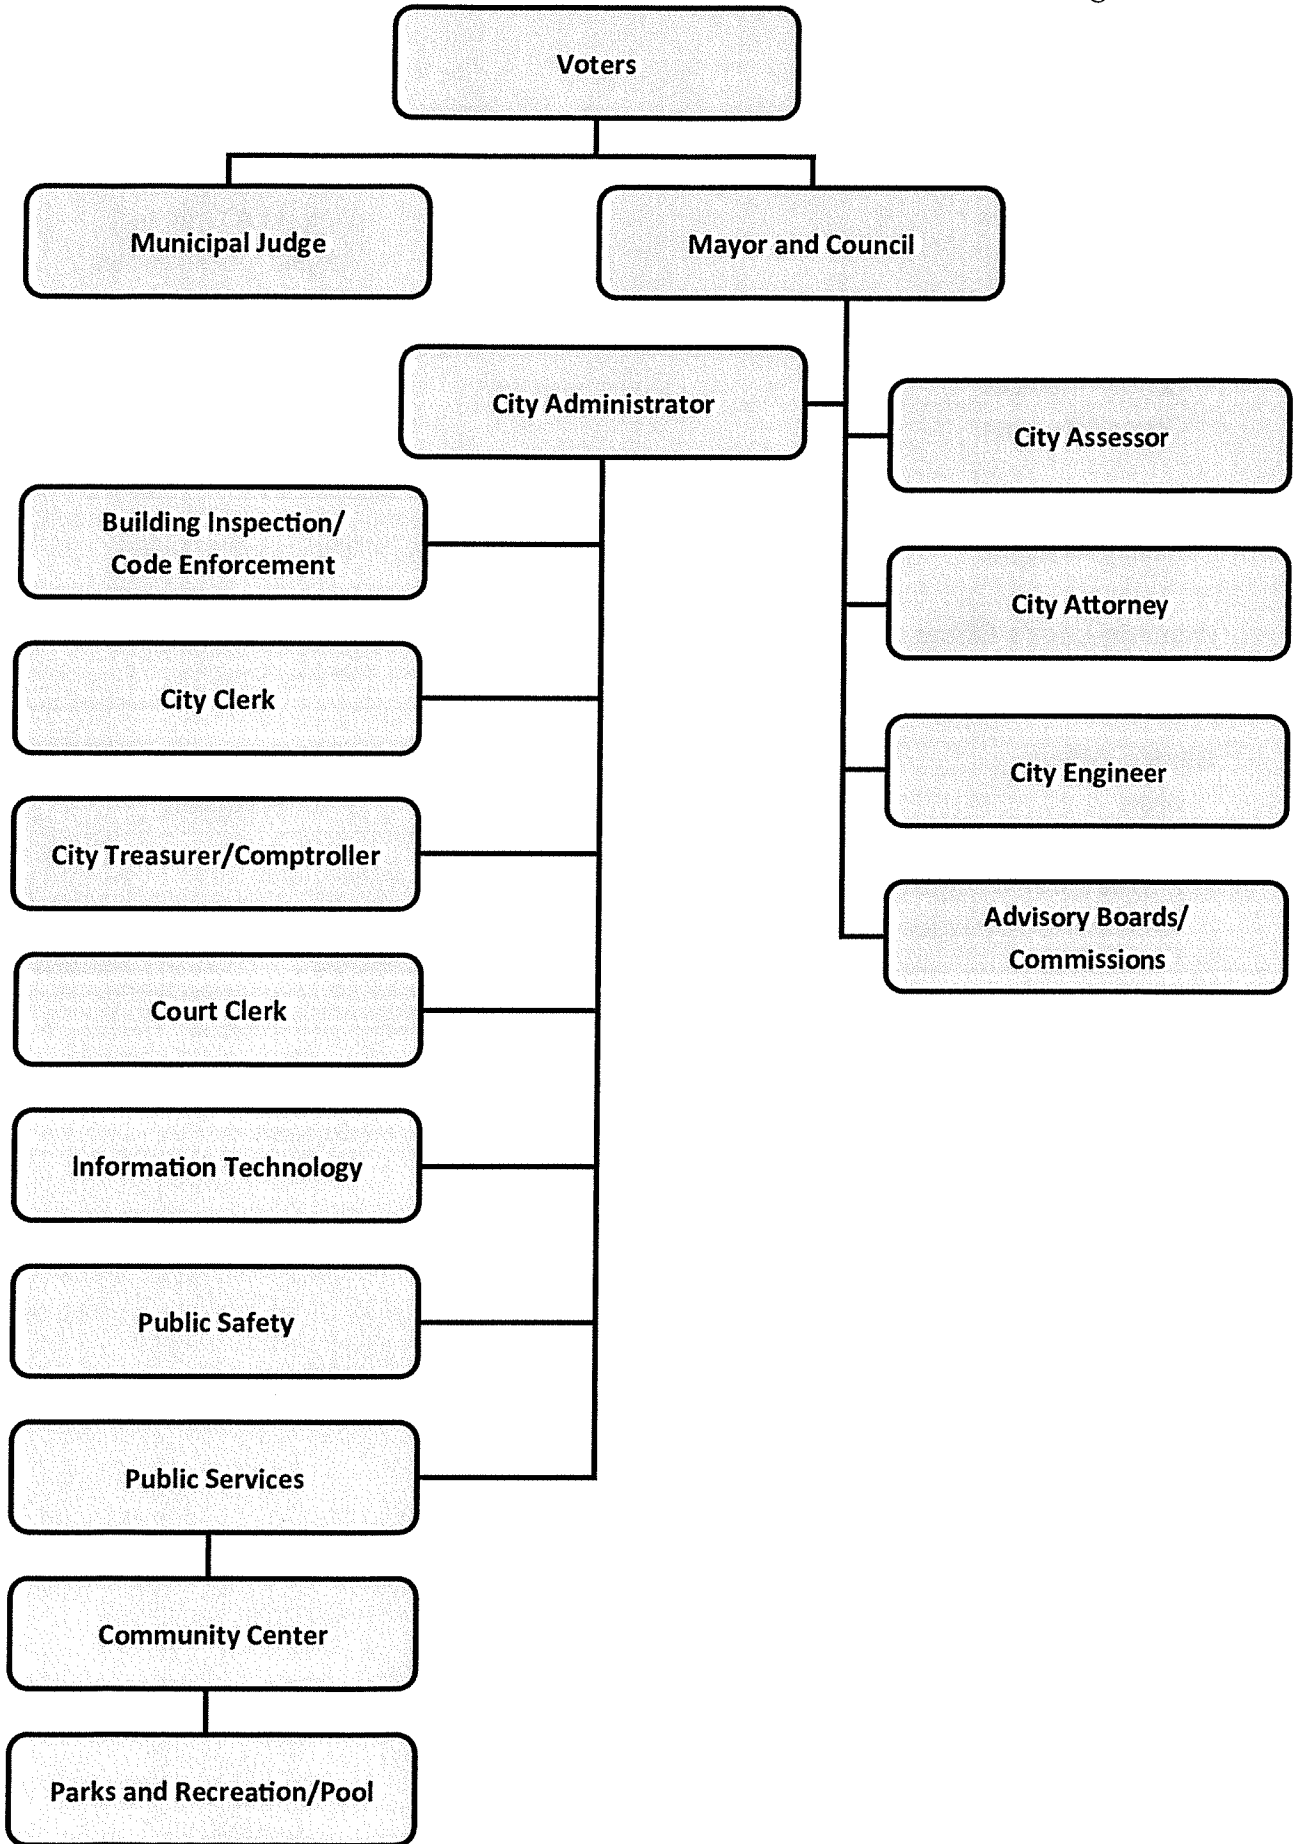 Voters
Municipal Judge
Mayor and Council
City Administrator
City Assessor
Building Inspection/
Code Enforcement
City Attorney
City Clerk
City Engineer
City Treasurer/Comptroller
Advisory Boards/
Commissions
Court Clerk
Information Technology
Public Safety
Public Services
Community Center
Parks and Recreation/Pool